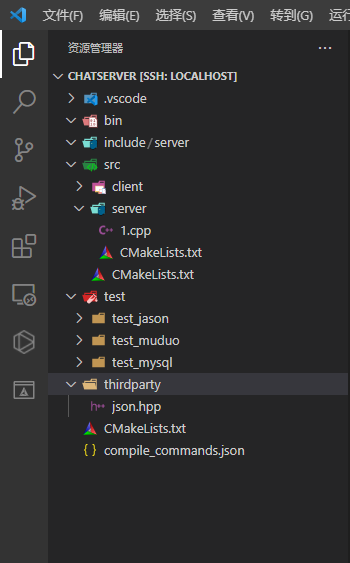 文件(F) 编辑(E) 选择(S) 查看(V) 转到(G) 运行
资源管理器
CHATSERVER [SSH: LOCALHOST]
.vscode
bin
include/server
src
client
server
1.cpp
CMakeLists.txt
CMakeLists.txt
test
test_jason
test_muduo
test_mysql
thirdparty
json.hpp
CMakeLists.txt
compile_commands.json